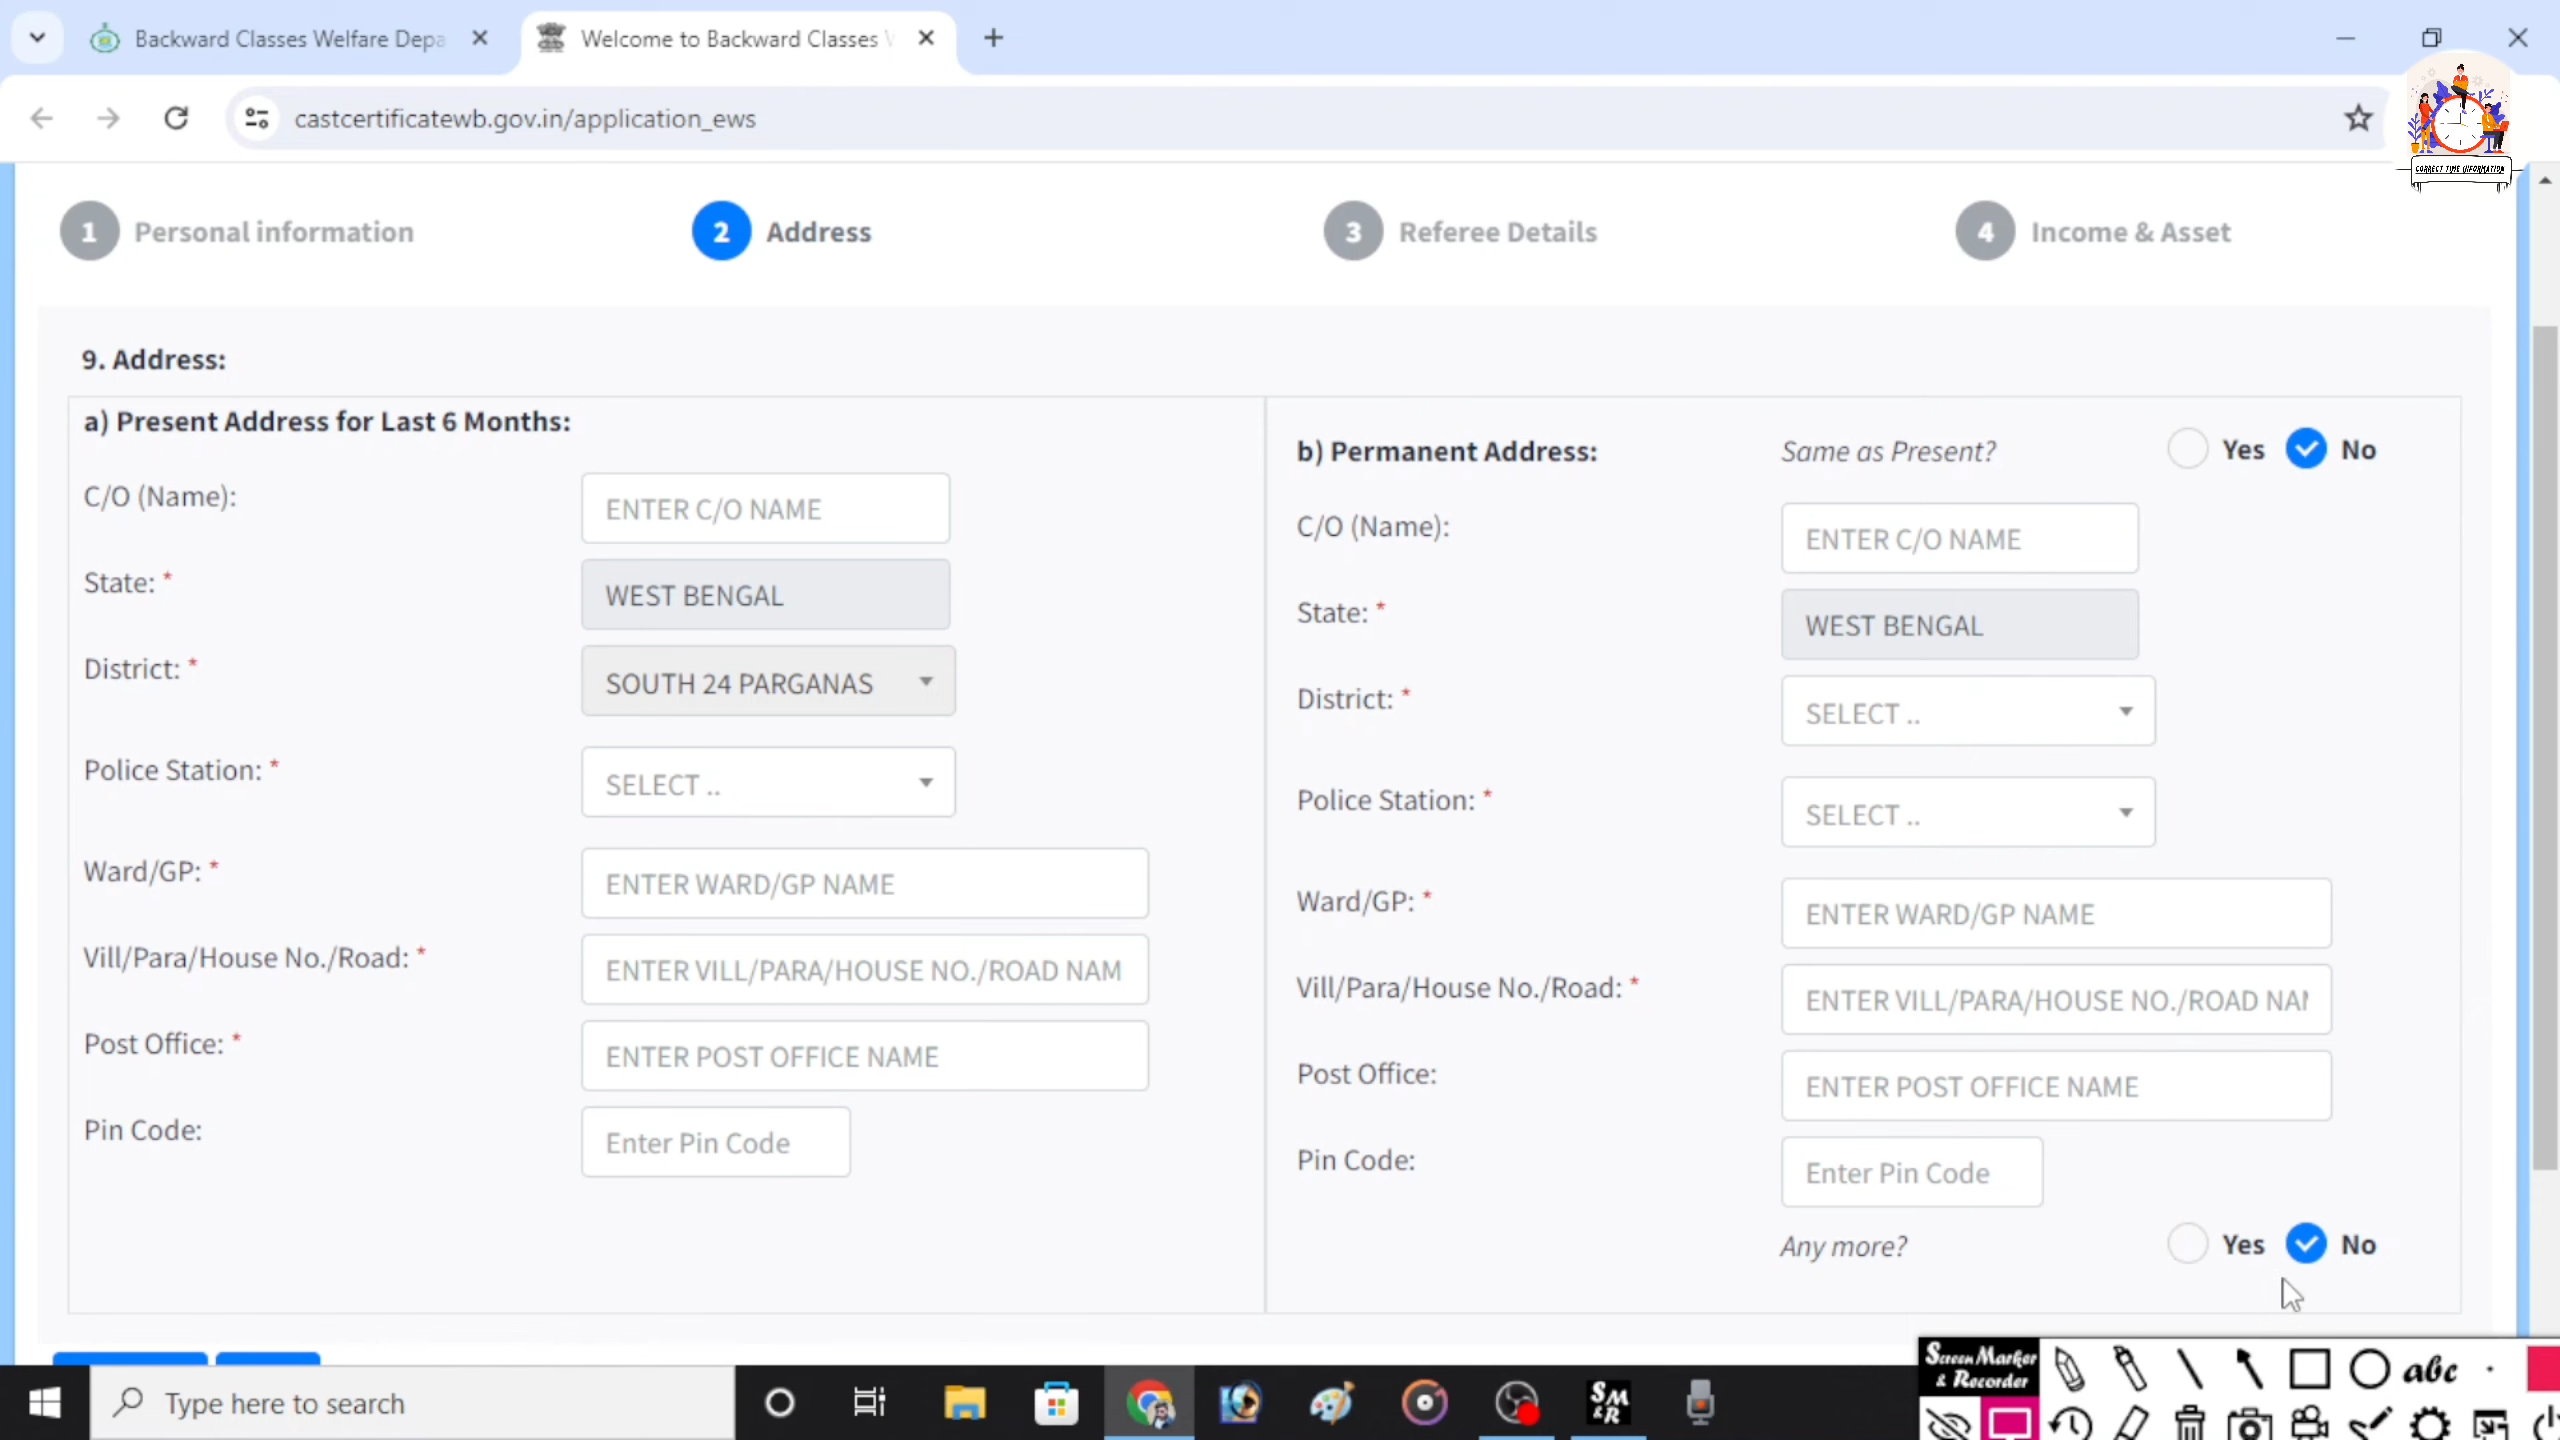 Backward Classes Welfare Depa
Welcome to Backward Classes
castcertificatewb.gov.in/application_ews
CORRECT TIME INFORMATION
1 Personal information
2 Address
3 Referee Details
4 Income & Asset
9. Address:
a) Present Address for Last 6 Months:
C/O (Name):
ENTER C/O NAME
State: *
WEST BENGAL
District: *
SOUTH 24 PARGANAS
Police Station: *
SELECT ..
Ward/GP: *
ENTER WARD/GP NAME
Vill/Para/House No./Road: *
ENTER VILL/PARA/HOUSE NO./ROAD NAM
Post Office: *
ENTER POST OFFICE NAME
Pin Code:
Enter Pin Code
b) Permanent Address:
Same as Present?
Yes
No
C/O (Name):
ENTER C/O NAME
State: *
WEST BENGAL
District: *
SELECT ..
Police Station: *
SELECT ..
Ward/GP: *
ENTER WARD/GP NAME
Vill/Para/House No./Road: *
ENTER VILL/PARA/HOUSE NO./ROAD NA
Post Office:
ENTER POST OFFICE NAME
Pin Code:
Enter Pin Code
Any more?
Yes
No
Type here to search
SM
&R
Screen Marker
& Recorder
abc